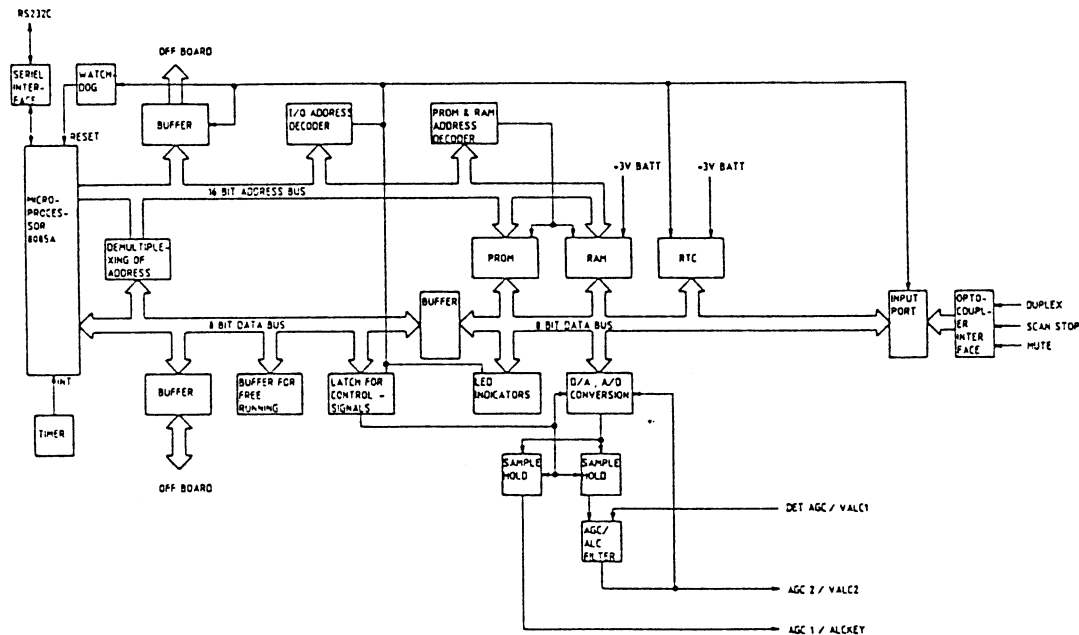 RS232C
OFF BOARD
SERIEL
INTER-
FACE
WATCH-
DOG
BUFFER
I/O ADDRESS
DECODER
PROM & RAM
ADDRESS
DECODER
RESET
+3V BATT
+3V BATT
16 BIT ADDRESS BUS
MICRO-
PROCES-
SOR
8085A
DEMULTIPLE-
XING OF
ADDRESS
PROM
RAM
RTC
BUFFER
INPUT
PORT
OPTO-
COUPL-
ER
INTER
FACE
DUPLEX
SCAN STOP
MUTE
8 BIT DATA BUS
8 BIT DATA BUS
INT
TIMER
BUFFER
BUFFER FOR
FREE
RUNNING
LATCH FOR
CONTROL -
SIGNALS
LED
INDICATORS
D/A , A/D
CONVERSION
OFF BOARD
SAMPLE
HOLD
SAMPLE
HOLD
DET AGC / VALC1
AGC/
ALC
FILTER
AGC 2 / VALC2
AGC 1 / ALCKEY